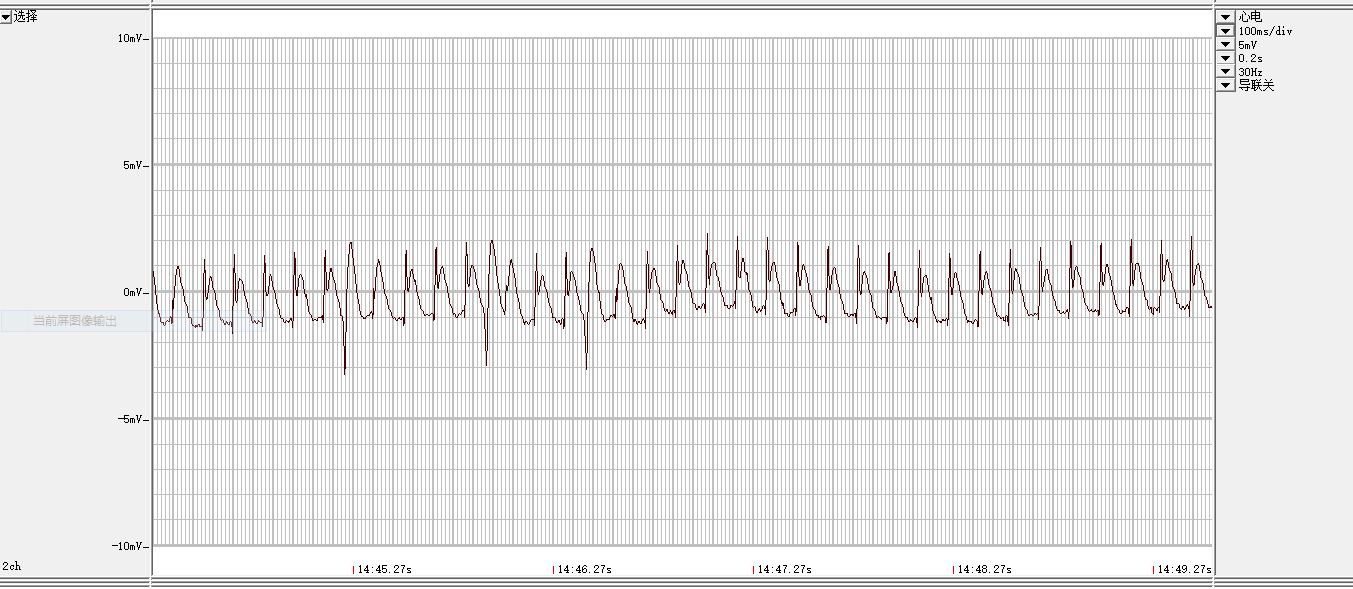 选择
心电
100ms/div
5mV
0.2s
30Hz
导联关
10mV
5mV
0mV
-5mV
-10mV
当前屏图像输出
2ch
14:45.27s
14:46.27s
14:47.27s
14:48.27s
14:49.27s